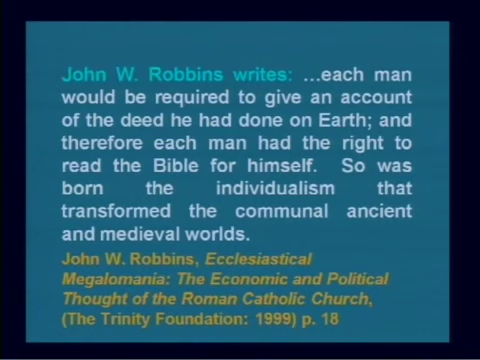 John W. Robbins writes: ...each man
would be required to give an account
of the deed he had done on Earth; and
therefore each man had the right to
read the Bible for himself. So was
born the individualism that
transformed the communal ancient
and medieval worlds.
John W. Robbins, Ecclesiastical
Megalomania: The Economic and Political
Thought of the Roman Catholic Church,
(The Trinity Foundation: 1999) p. 18